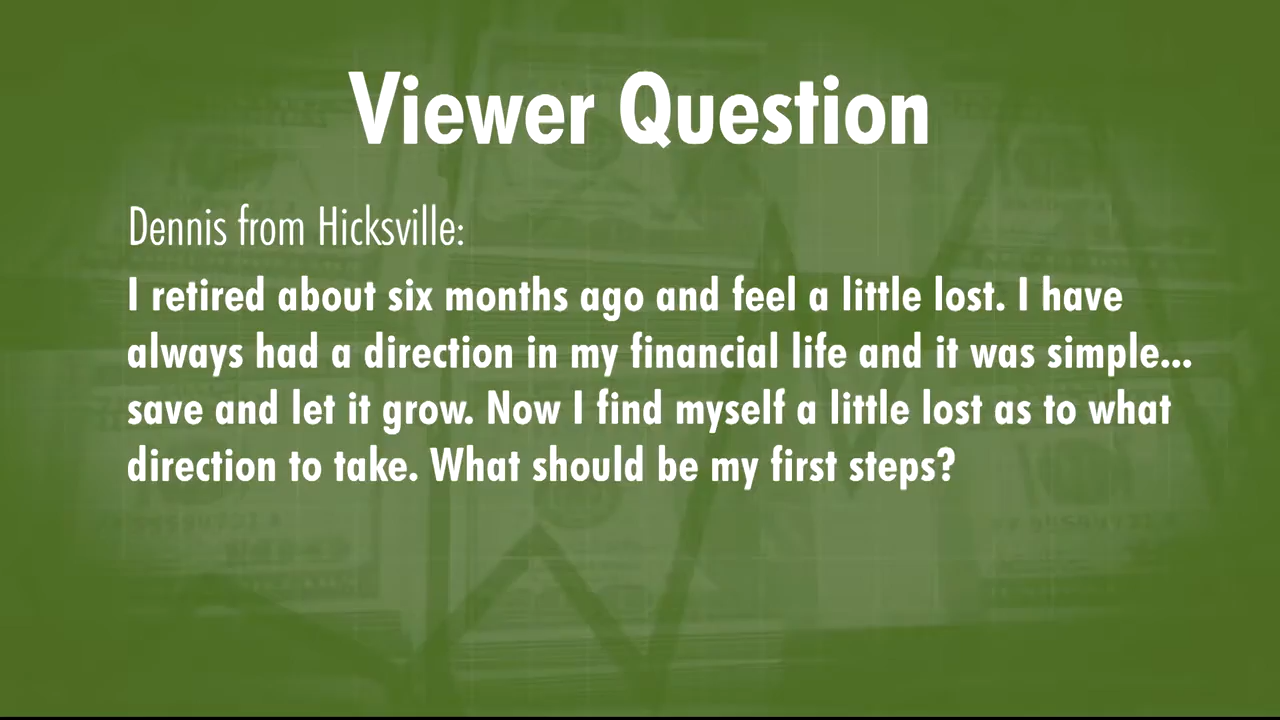 Viewer Question
Dennis from Hicksville:
I retired about six months ago and feel a little lost. I have
always had a direction in my financial life and it was simple...
save and let it grow. Now I find myself a little lost as to what
direction to take. What should be my first steps?